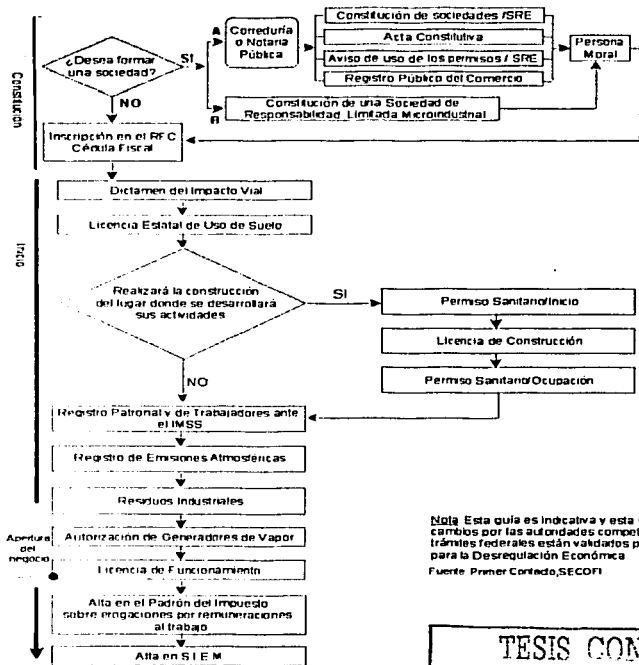 Constitución
¿Desea formar
una sociedad?
SI
NO
A
B
Correduría
o Notaría
Pública
Constitución de sociedades /SRE
Acta Constitutiva
Aviso de uso de los permisos / SRE
Registro Público del Comercio
Persona
Moral
Constitución de una Sociedad de
Responsabilidad Limitada Microindustrial
Inscripción en el RFC
Cédula Fiscal
Inicio
Dictamen del Impacto Vial
Licencia Estatal de Uso de Suelo
Realizará la construcción
del lugar donde se desarrollará
sus actividades
SI
NO
Permiso Sanitario/Inicio
Licencia de Construcción
Permiso Sanitario/Ocupación
Registro Patronal y de Trabajadores ante
el IMSS
Registro de Emisiones Atmosféricas
Residuos Industriales
Apertura
del
negocio
Autorización de Generadores de Vapor
Licencia de Funcionamiento
Alta en el Padrón del Impuesto
sobre erogaciones por remuneraciones
al trabajo
Alta en S I E M
Nota Esta guía es indicativa y esta
cambios por las autoridades
trámites federales están validados
para la Desregulación Económica
Fuente Primer Contacto,SECOFI
TESIS CON